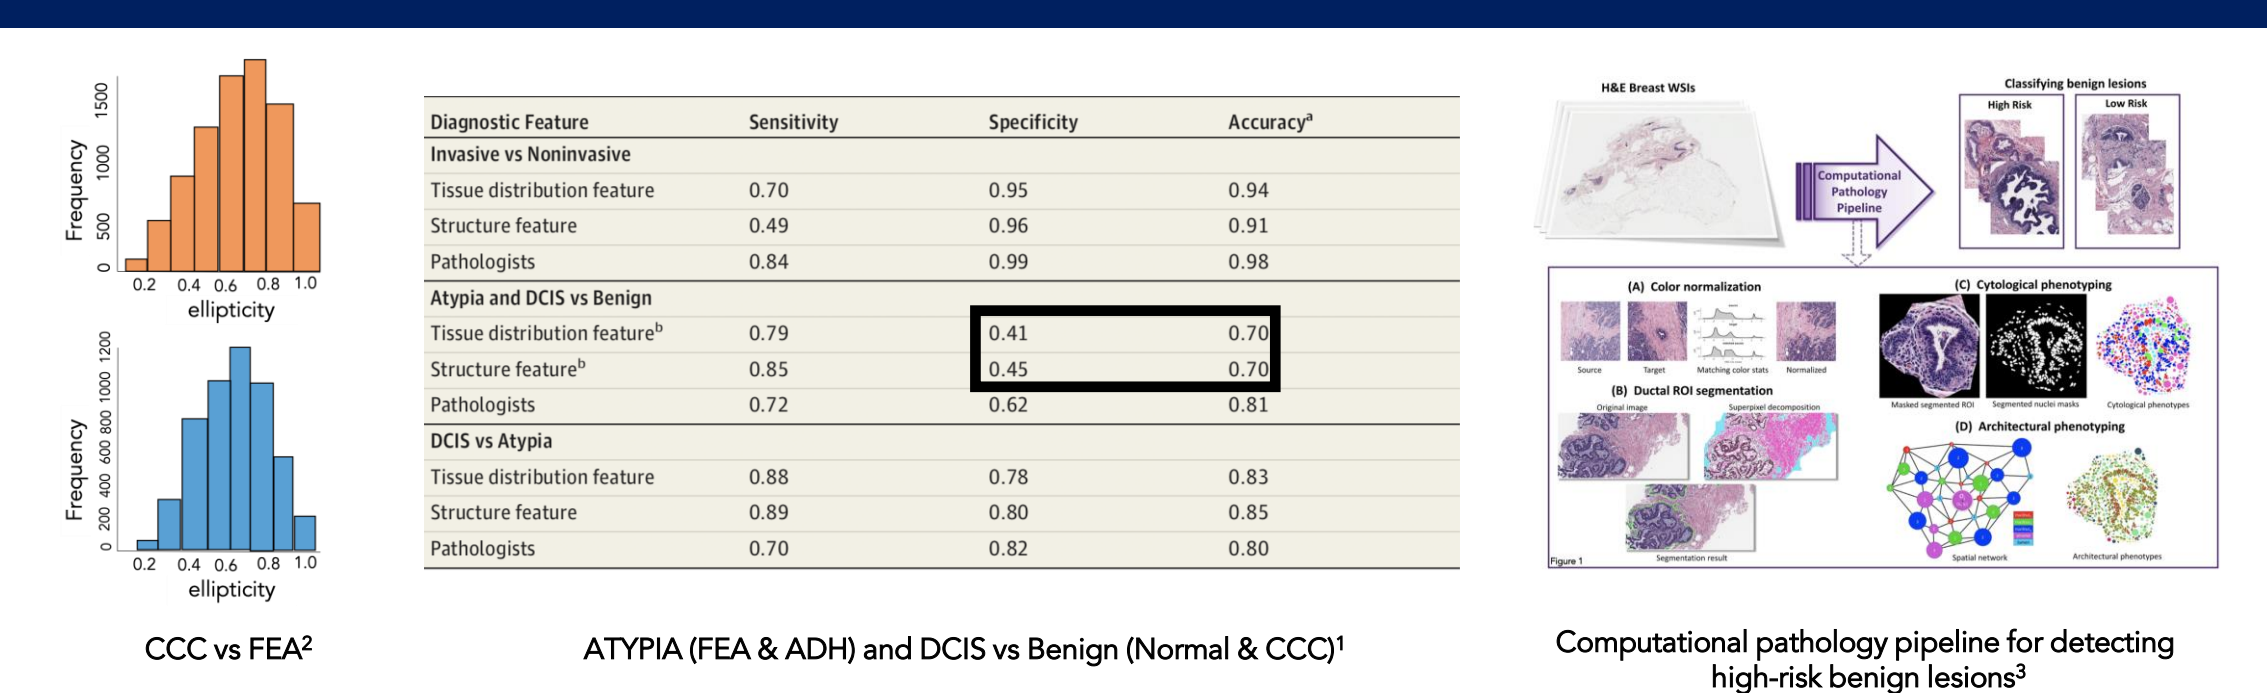 Frequency
0 500 1000 1500
0.2 0.4 0.6 0.8 1.0
ellipticity
Frequency
0 200 400 600 800 1000 1200
0.2 0.4 0.6 0.8 1.0
ellipticity
CCC vs FEA2
Diagnostic Feature Sensitivity Specificity Accuracya
Invasive vs Noninvasive
Tissue distribution feature 0.70 0.95 0.94
Structure feature 0.49 0.96 0.91
Pathologists 0.84 0.99 0.98
Atypia and DCIS vs Benign
Tissue distribution featureb 0.79 0.41 0.70
Structure featureb 0.85 0.45 0.70
Pathologists 0.72 0.62 0.81
DCIS vs Atypia
Tissue distribution feature 0.88 0.78 0.83
Structure feature 0.89 0.80 0.85
Pathologists 0.70 0.82 0.80
ATYPIA (FEA & ADH) and DCIS vs Benign (Normal & CCC)1
H&E Breast WSIs
Computational
Pathology
Pipeline
Classifying benign lesions
High Risk Low Risk
(A) Color normalization
Source Target Matching color stats Normalized
(B) Ductal ROI segmentation
Original image Superpixel decomposition
Segmentation result
(C) Cytological phenotyping
Masked segmented ROI Segmented nuclei masks Cytological phenotypes
(D) Architectural phenotyping
Spatial network Architectural phenotypes
Figure 1
Computational pathology pipeline for detecting
high-risk benign lesions3